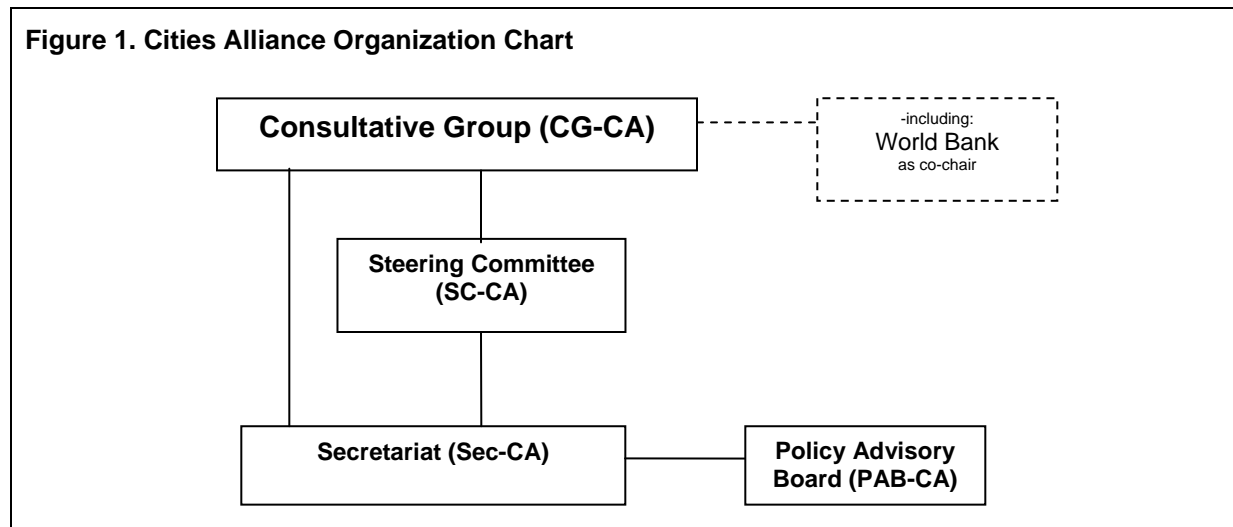 Figure 1. Cities Alliance Organization Chart
Consultative Group (CG-CA)
-including:
World Bank
as co-chair
Steering Committee
(SC-CA)
Secretariat (Sec-CA)
Policy Advisory
Board (PAB-CA)